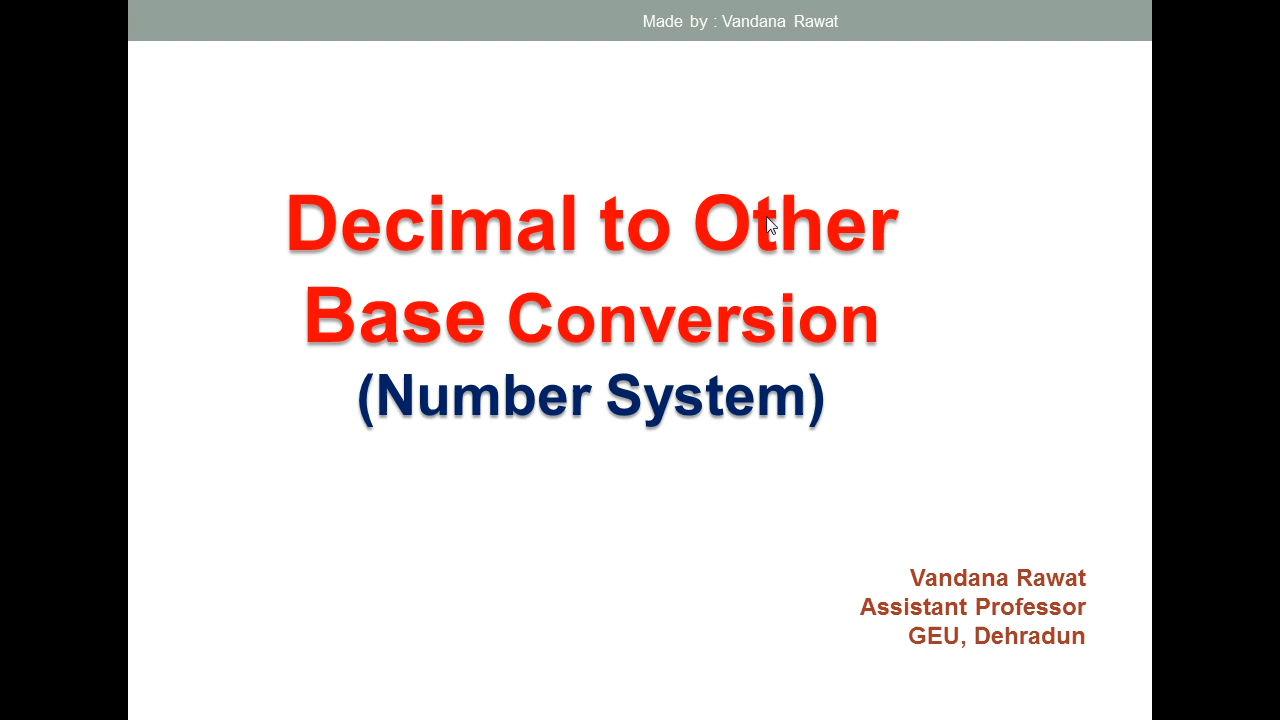 Made by : Vandana Rawat
Decimal to Other
Base Conversion
(Number System)
Vandana Rawat
Assistant Professor
GEU, Dehradun